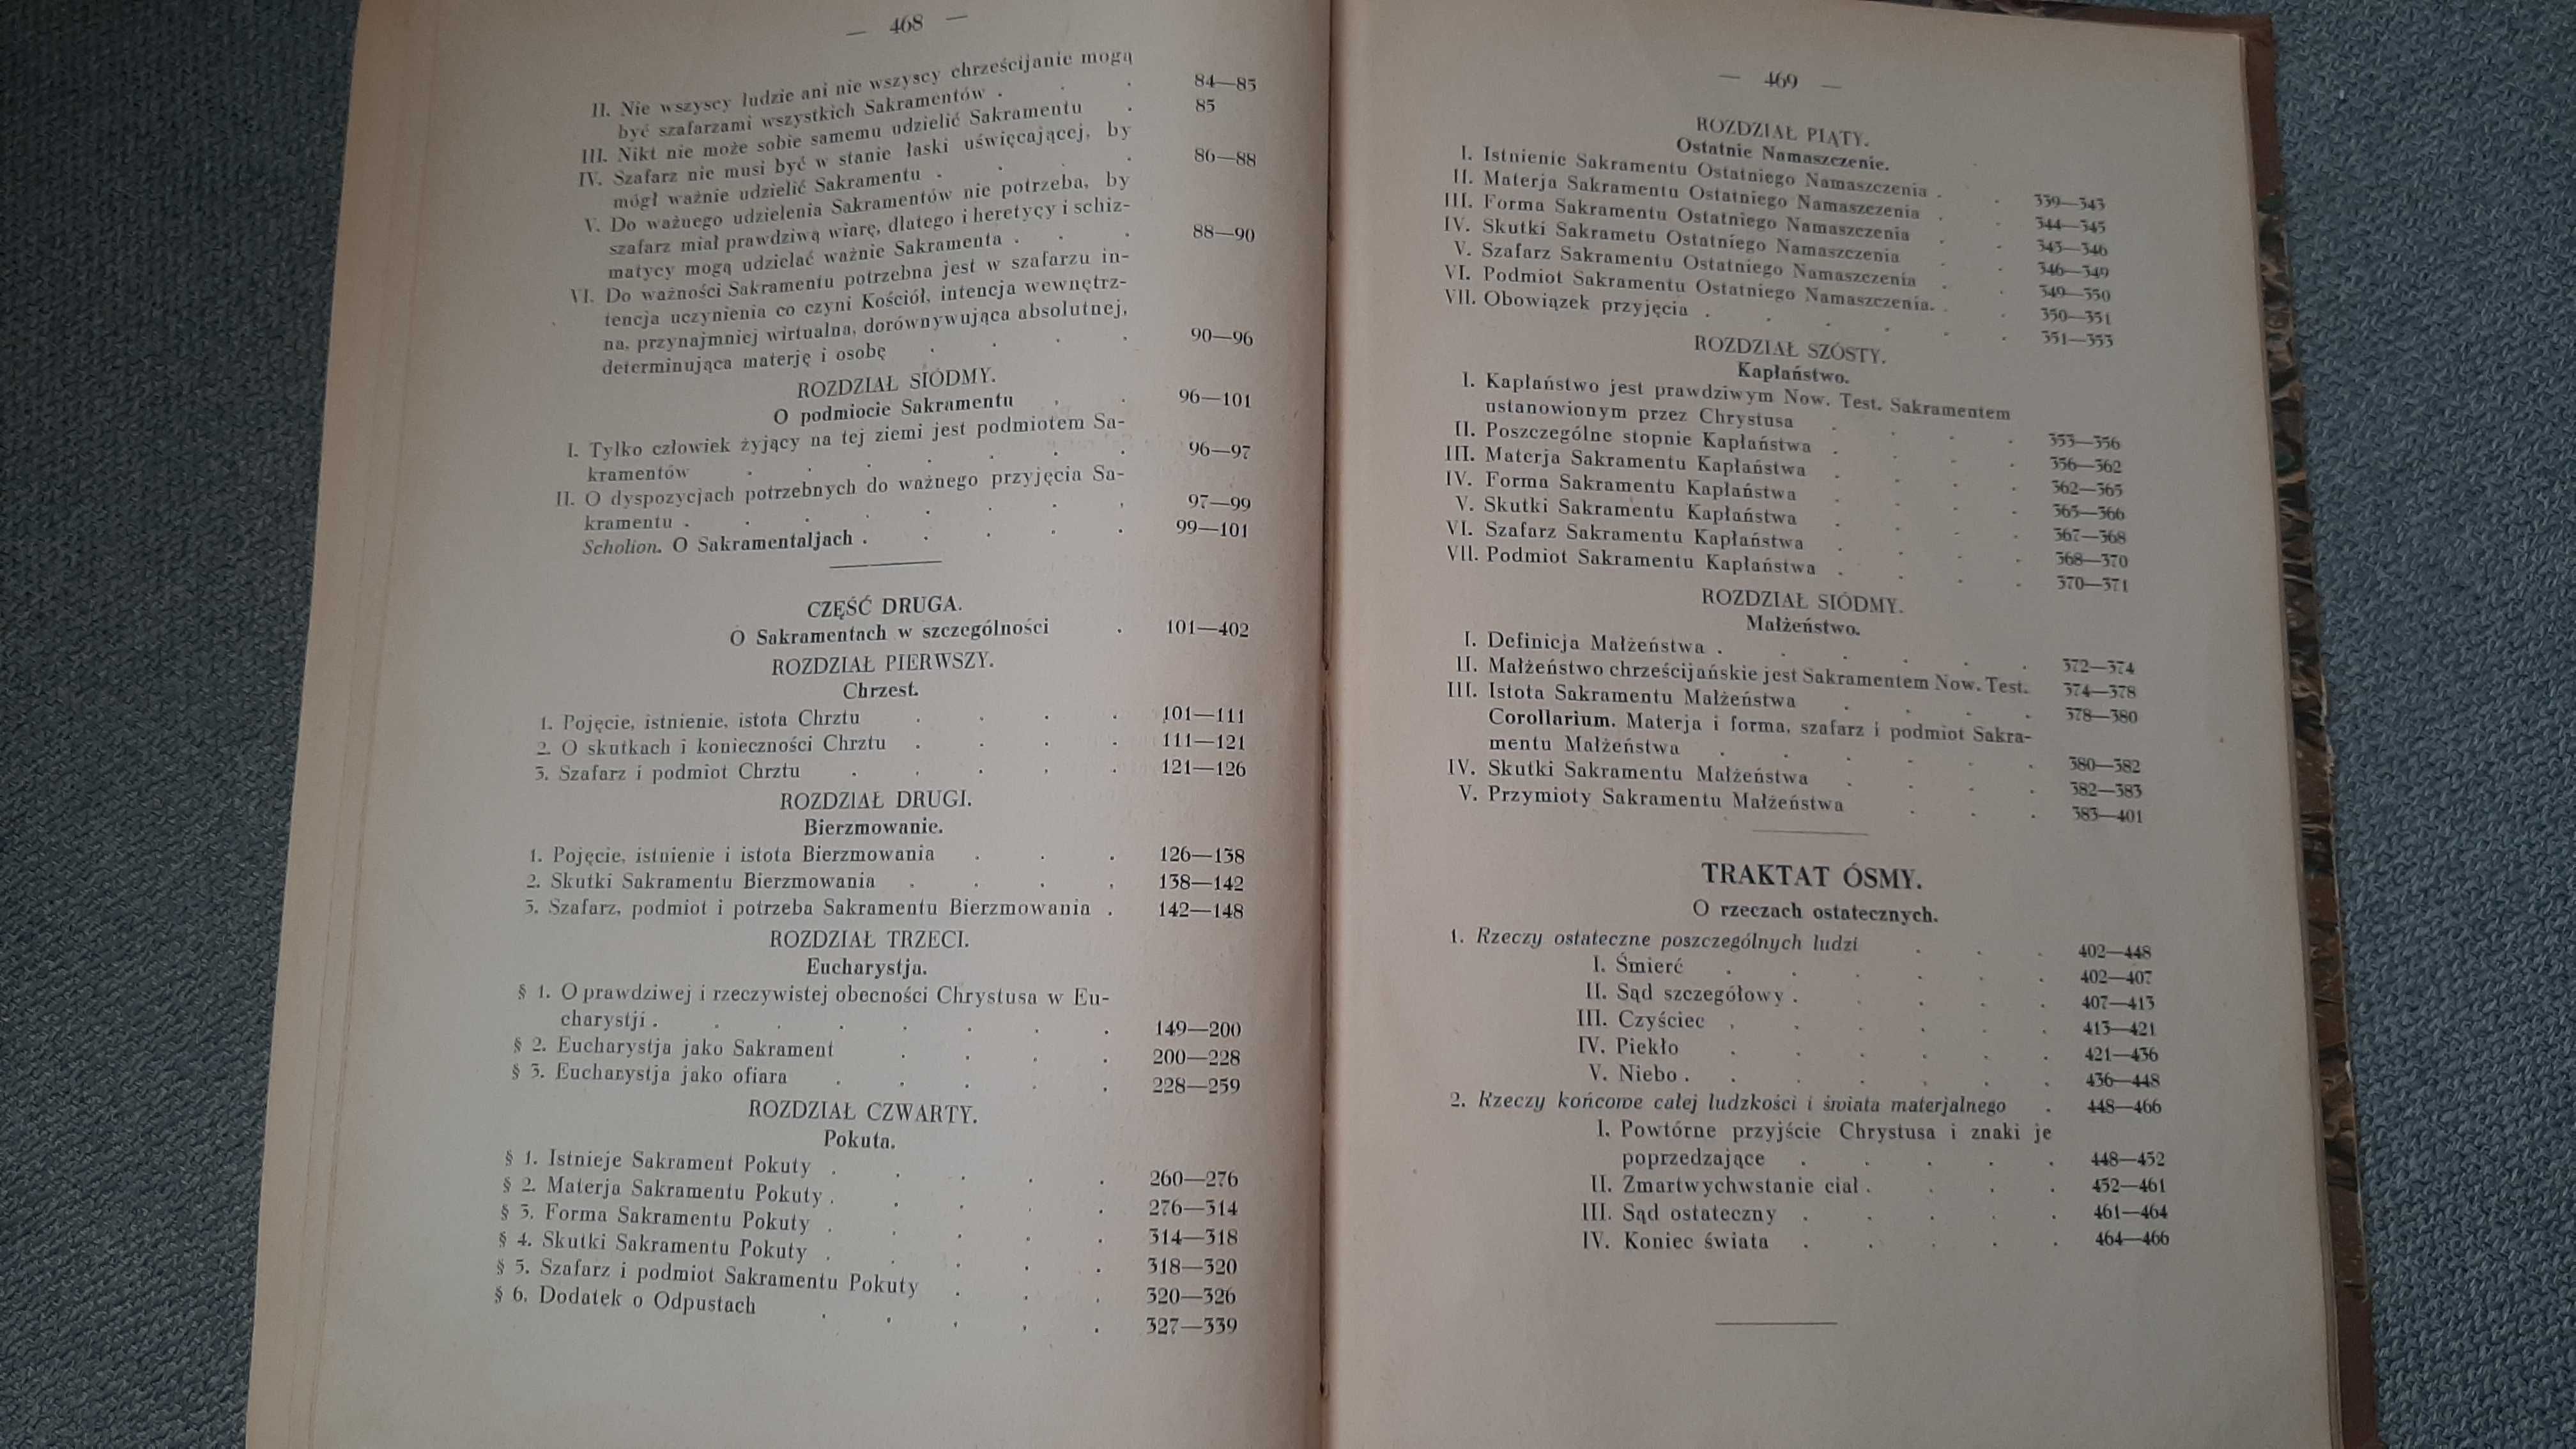 — 468 —
II. Nie wszyscy ludzie ani nie wszyscy chrześcijanie mogą
być szafarzami wszystkich Sakramentów . . . 84—85
III. Nikt nie może sobie samemu udzielić Sakramentu . 85
IV. Szafarz nie musi być w stanie łaski uświęcającej, by
mógł ważnie udzielić Sakramentu . . . . 86—88
V. Do ważnego udzielenia Sakramentów nie potrzeba, by
szafarz miał prawdziwą wiarę, dlatego i heretycy i schiz-
matycy mogą udzielać ważnie Sakramenta . . . 88—90
VI. Do ważności Sakramentu potrzebna jest w szafarzu in-
tencja uczynienia co czyni Kościół, intencja wewnętrz-
na, przynajmniej wirtualna, dorównywująca absolutnej,
determinująca materję i osobę . . . . 90—96
ROZDZIAŁ SIÓDMY.
O podmiocie Sakramentu . . 96—101
I. Tylko człowiek żyjący na tej ziemi jest podmiotem Sa-
kramentów . . . . . . . 96—97
II. O dyspozycjach potrzebnych do ważnego przyjęcia Sa-
kramentu . . . . . . . . 97—99
Scholion. O Sakramentaljach . . . . . 99—101
CZĘŚĆ DRUGA.
O Sakramentach w szczególności . 101—402
ROZDZIAŁ PIERWSZY.
Chrzest.
1. Pojęcie, istnienie, istota Chrztu . . . . 101—111
2. O skutkach i konieczności Chrztu . . . . 111—121
3. Szafarz i podmiot Chrztu . . . . . 121—126
ROZDZIAŁ DRUGI.
Bierzmowanie.
1. Pojęcie, istnienie i istota Bierzmowania . . . 126—138
2. Skutki Sakramentu Bierzmowania . . . . 138—142
3. Szafarz, podmiot i potrzeba Sakramentu Bierzmowania . 142—148
ROZDZIAŁ TRZECI.
Eucharystja.
§ 1. O prawdziwej i rzeczywistej obecności Chrystusa w Eu-
charystji . . . . . . . . 149—200
§ 2. Eucharystja jako Sakrament . . . . 200—228
§ 3. Eucharystja jako ofiara . . . . . 228—259
ROZDZIAŁ CZWARTY.
Pokuta.
§ 1. Istnieje Sakrament Pokuty . . . . . 260—276
§ 2. Materja Sakramentu Pokuty . . . . . 276—314
§ 3. Forma Sakramentu Pokuty . . . . . 314—318
§ 4. Skutki Sakramentu Pokuty . . . . . 318—320
§ 5. Szafarz i podmiot Sakramentu Pokuty . . . 320—326
§ 6. Dodatek o Odpustach . . . . . 327—339
— 469 —
ROZDZIAŁ PIĄTY.
Ostatnie Namaszczenie.
I. Istnienie Sakramentu Ostatniego Namaszczenia . . 339—343
II. Materja Sakramentu Ostatniego Namaszczenia . . 344—345
III. Forma Sakramentu Ostatniego Namaszczenia . . 345—346
IV. Skutki Sakrametu Ostatniego Namaszczenia . . 346—349
V. Szafarz Sakramentu Ostatniego Namaszczenia . . 349—350
VI. Podmiot Sakramentu Ostatniego Namaszczenia. . . 350—351
VII. Obowiązek przyjęcia . . . . . . 351—353
ROZDZIAŁ SZÓSTY.
Kapłaństwo.
I. Kapłaństwo jest prawdziwym Now. Test. Sakramentem
ustanowionym przez Chrystusa . . . . 353—356
II. Poszczególne stopnie Kapłaństwa . . . . 356—362
III. Materja Sakramentu Kapłaństwa . . . . 362—365
IV. Forma Sakramentu Kapłaństwa . . . . 365—366
V. Skutki Sakramentu Kapłaństwa . . . . 367—368
VI. Szafarz Sakramentu Kapłaństwa . . . . 368—370
VII. Podmiot Sakramentu Kapłaństwa . . . . 370—371
ROZDZIAŁ SIÓDMY.
Małżeństwo.
I. Definicja Małżeństwa . . . . . . 372—374
II. Małżeństwo chrześcijańskie jest Sakramentem Now. Test. 374—378
III. Istota Sakramentu Małżeństwa . . . . 378—380
Corollarium. Materja i forma, szafarz i podmiot Sakra-
mentu Małżeństwa . . . . . . 380—382
IV. Skutki Sakramentu Małżeństwa . . . . 382—383
V. Przymioty Sakramentu Małżeństwa . . . 383—401
TRAKTAT ÓSMY.
O rzeczach ostatecznych.
1. Rzeczy ostateczne poszczególnych ludzi . . . 402—448
I. Śmierć . . . . . . 402—407
II. Sąd szczegółowy . . . . . 407—413
III. Czyściec . . . . . . 413—421
IV. Piekło . . . . . . 421—436
V. Niebo . . . . . . . 436—448
2. Rzeczy końcowe całej ludzkości i świata materjalnego . 448—466
I. Powtórne przyjście Chrystusa i znaki je
poprzedzające . . . . . 448—452
II. Zmartwychwstanie ciał . . . . 452—461
III. Sąd ostateczny . . . . . 461—464
IV. Koniec świata . . . . . 464—466